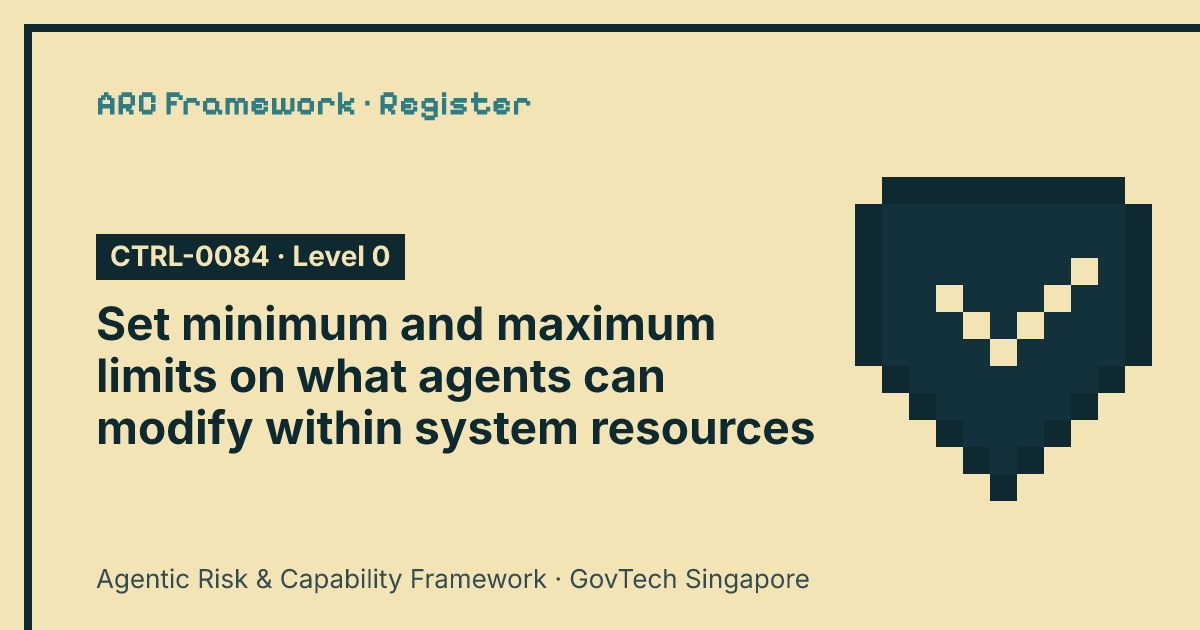 ARC Framework · Register
CTRL-0084 · Level 0
Set minimum and maximum
limits on what agents can
modify within system resources
Agentic Risk & Capability Framework · GovTech Singapore